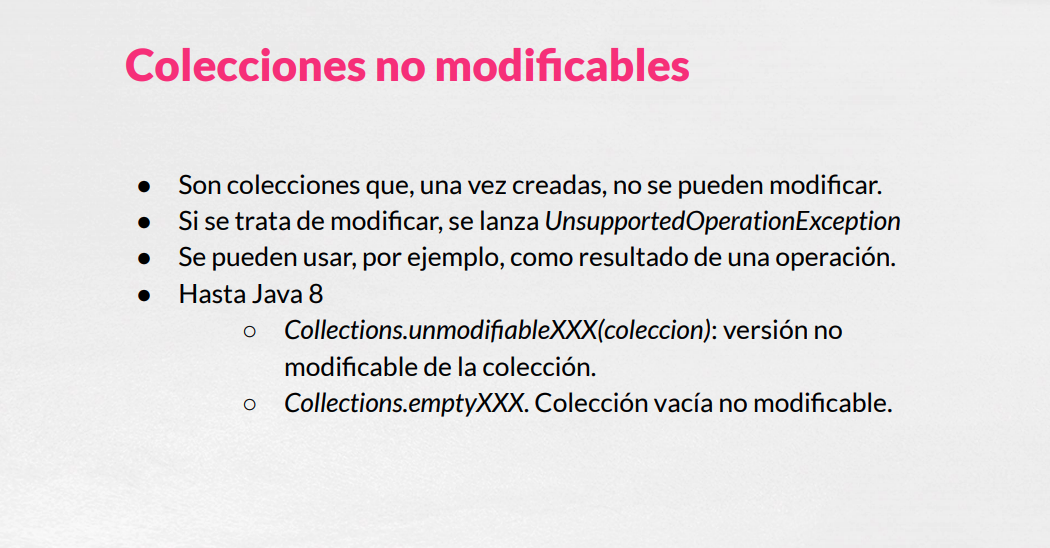 Colecciones no modificables
● Son colecciones que, una vez creadas, no se pueden modificar.
● Si se trata de modificar, se lanza UnsupportedOperationException
● Se pueden usar, por ejemplo, como resultado de una operación.
● Hasta Java 8
○ Collections.unmodifiableXXX(coleccion): versión no
modificable de la colección.
○ Collections.emptyXXX. Colección vacía no modificable.